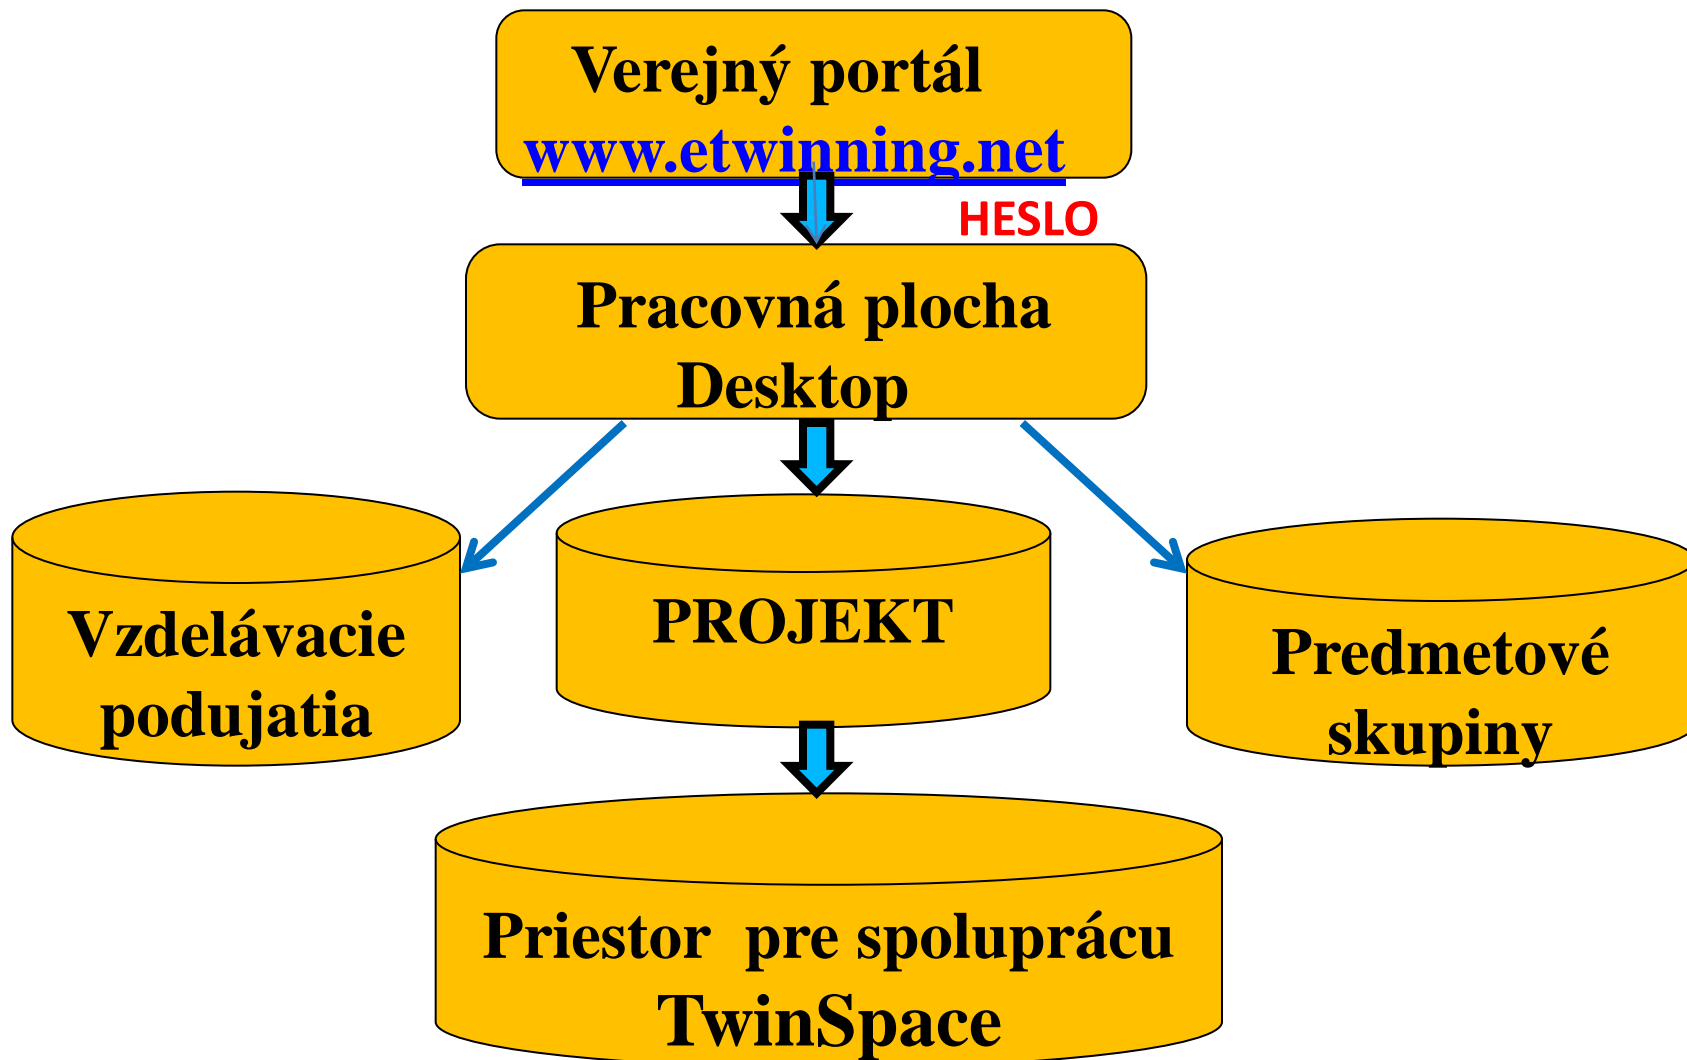 Verejný portál
www.etwinning.net
HESLO
Pracovná plocha
Desktop
Vzdelávacie
podujatia
PROJEKT
Predmetové
skupiny
Priestor  pre spoluprácu
TwinSpace